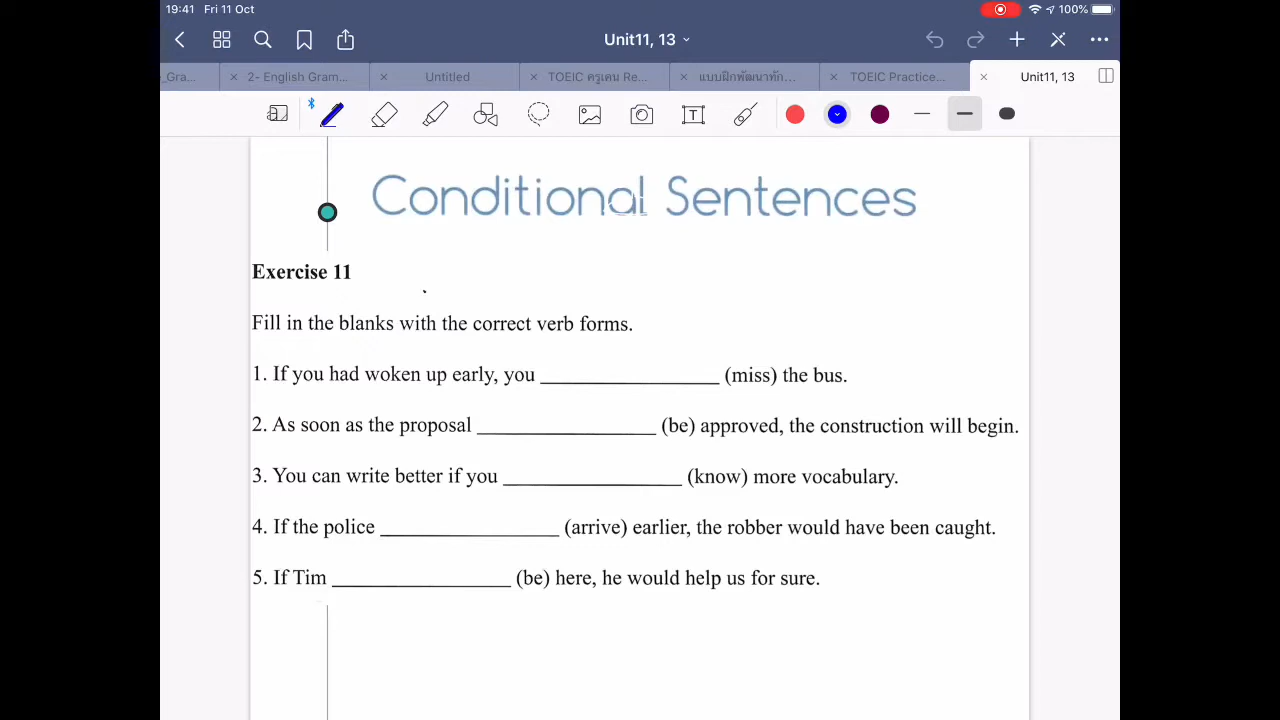 19:41 Fri 11 Oct 100%
Unit11, 13
_Gra... 2- English Gram... Untitled TOEIC ครูเคน Re... แบบฝึกพัฒนาทัก... TOEIC Practice... Unit11, 13
T
Conditional Sentences
Exercise 11
Fill in the blanks with the correct verb forms.
1. If you had woken up early, you _________________ (miss) the bus.
2. As soon as the proposal _________________ (be) approved, the construction will begin.
3. You can write better if you _________________ (know) more vocabulary.
4. If the police _________________ (arrive) earlier, the robber would have been caught.
5. If Tim _________________ (be) here, he would help us for sure.